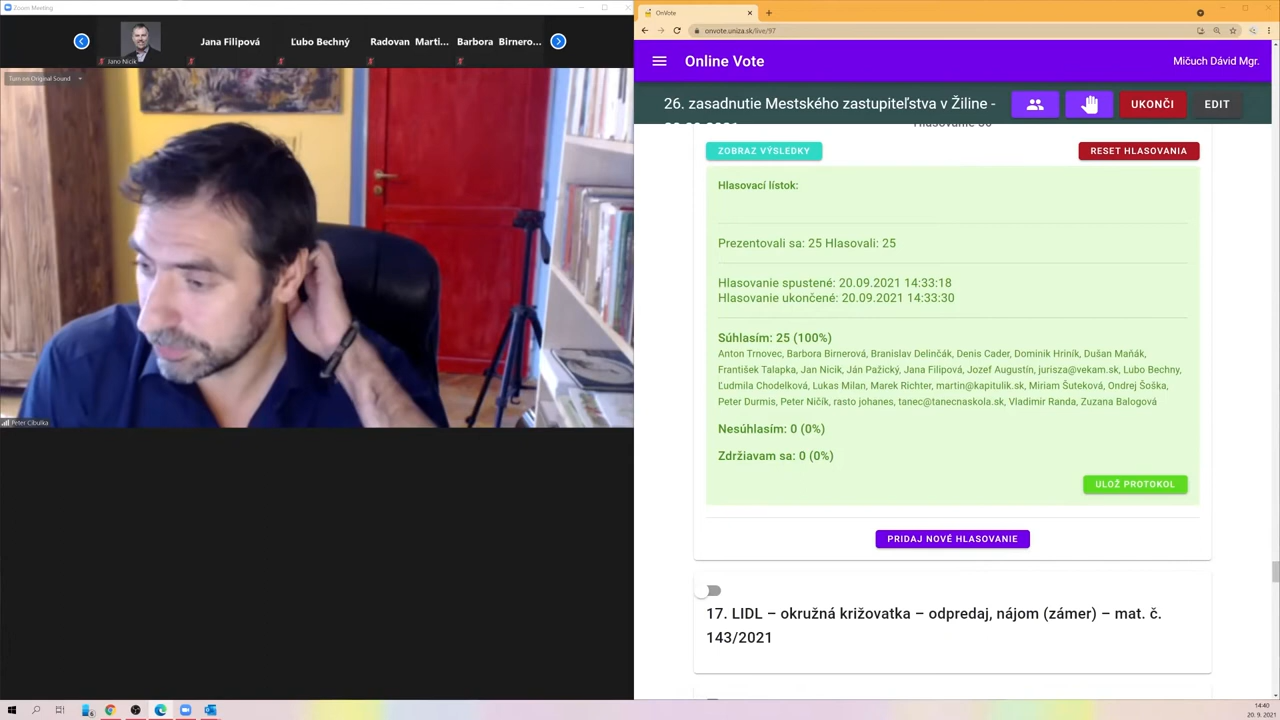 Zoom Meeting
Jano Nicik
Jana Filipová
Ľubo Bechný
Radovan
Marti...
Barbora
Birnero...
Turn on Original Sound
Peter Cibulka
OnVote
onvote.uniza.sk/live/97
Online Vote
Mičuch Dávid Mgr.
26. zasadnutie Mestského zastupiteľstva v Žiline -
UKONČI
EDIT
ZOBRAZ VÝSLEDKY
RESET HLASOVANIA
Hlasovací lístok:
Prezentovali sa: 25 Hlasovali: 25
Hlasovanie spustené: 20.09.2021 14:33:18
Hlasovanie ukončené: 20.09.2021 14:33:30
Súhlasím: 25 (100%)
Anton Trnovec, Barbora Birnerová, Branislav Delinčák, Denis Cader, Dominik Hriník, Dušan Maňák,
František Talapka, Jan Nicik, Ján Pažický, Jana Filipová, Jozef Augustín, jurisza@vekam.sk, Lubo Bechny,
Ľudmila Chodelková, Lukas Milan, Marek Richter, martin@kapitulik.sk, Miriam Šuteková, Ondrej Šoška,
Peter Durmis, Peter Ničík, rasto johanes, tanec@tanecnaskola.sk, Vladimir Randa, Zuzana Balogová
Nesúhlasím: 0 (0%)
Zdržiavam sa: 0 (0%)
ULOŽ PROTOKOL
PRIDAJ NOVÉ HLASOVANIE
17. LIDL – okružná križovatka – odpredaj, nájom (zámer) – mat. č.
143/2021
14:40
20. 9. 2021